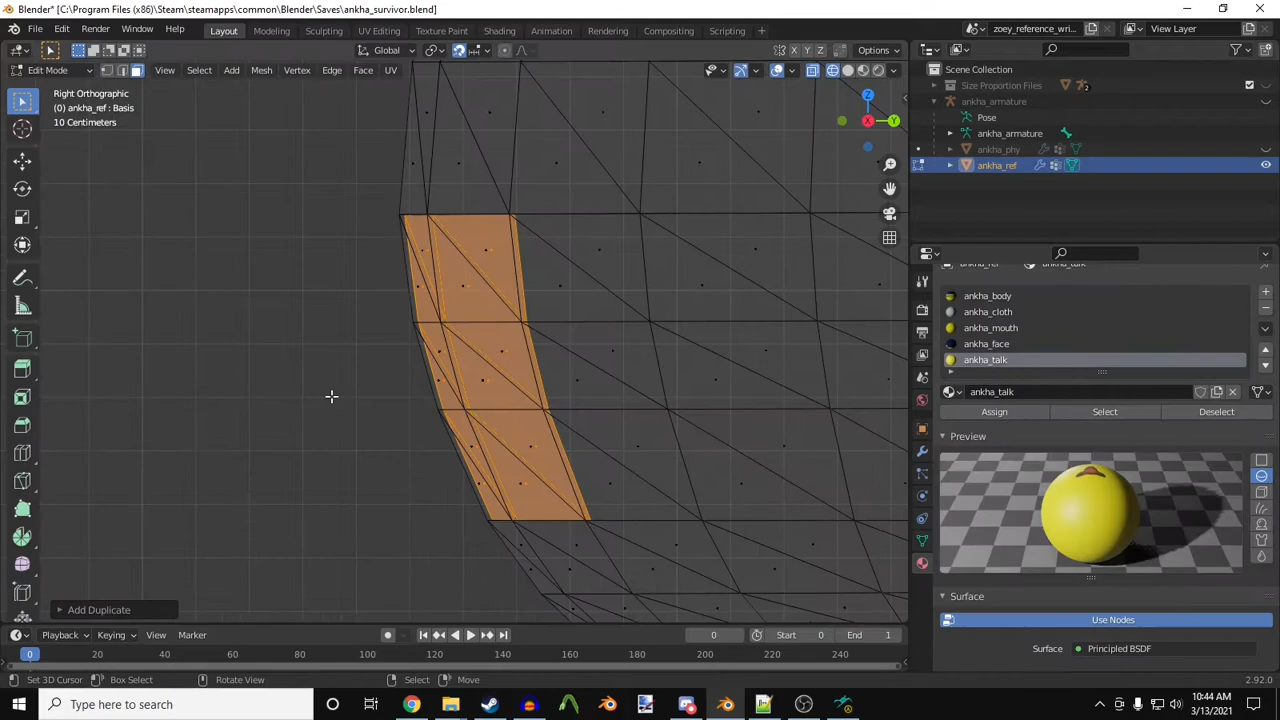 Blender* [C:\Program Files (x86)\Steam\steamapps\common\Blender\Saves\ankha_survivor.blend]
File Edit Render Window Help Layout Modeling Sculpting UV Editing Texture Paint Shading Animation Rendering Compositing Scripting zoey_reference_wri... View Layer
Global X Y Z Options
Edit Mode View Select Add Mesh Vertex Edge Face UV
Scene Collection
Right Orthographic
Size Proportion Files 2
(0) ankha_ref : Basis
ankha_armature
10 Centimeters
Z
Y
X
Pose
ankha_armature
ankha_phy
ankha_ref
ankha_ref ankha_talk
ankha_body
ankha_cloth
ankha_mouth
ankha_face
ankha_talk
ankha_talk
Assign Select Deselect
Preview
Surface
Use Nodes
Surface Principled BSDF
Add Duplicate
Playback Keying View Marker 0 Start 0 End 1
0 20 40 60 80 100 120 140 160 180 200 220 240
Set 3D Cursor Box Select Rotate View Select Move 2.92.0
Type here to search
10:44 AM
3/13/2021